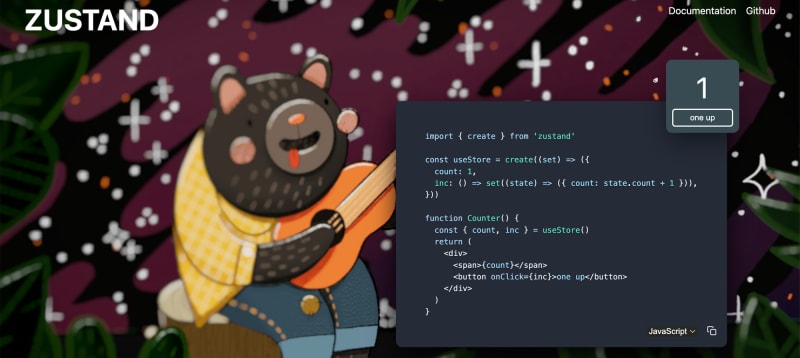 ZUSTAND
Documentation Github
1
one up
import { create } from 'zustand'
const useStore = create((set) => ({
  count: 1,
  inc: () => set((state) => ({ count: state.count + 1 })),
}))
function Counter() {
  const { count, inc } = useStore()
  return (
    <div>
      <span>{count}</span>
      <button onClick={inc}>one up</button>
    </div>
  )
}
JavaScript